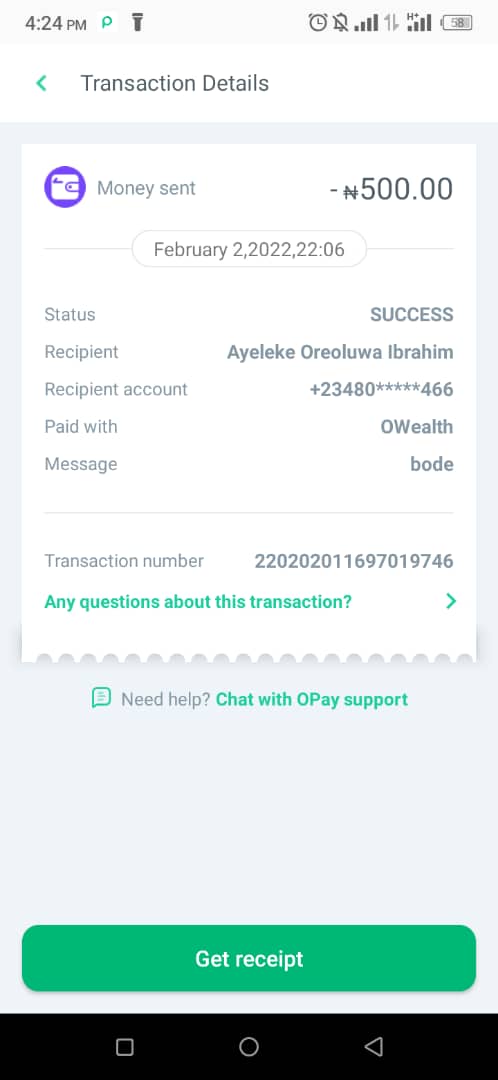 4:24 PM
H+
58
Transaction Details
Money sent
- ₦500.00
February 2,2022,22:06
Status SUCCESS
Recipient Ayeleke Oreoluwa Ibrahim
Recipient account +23480*****466
Paid with OWealth
Message bode
Transaction number 220202011697019746
Any questions about this transaction?
Need help? Chat with OPay support
Get receipt